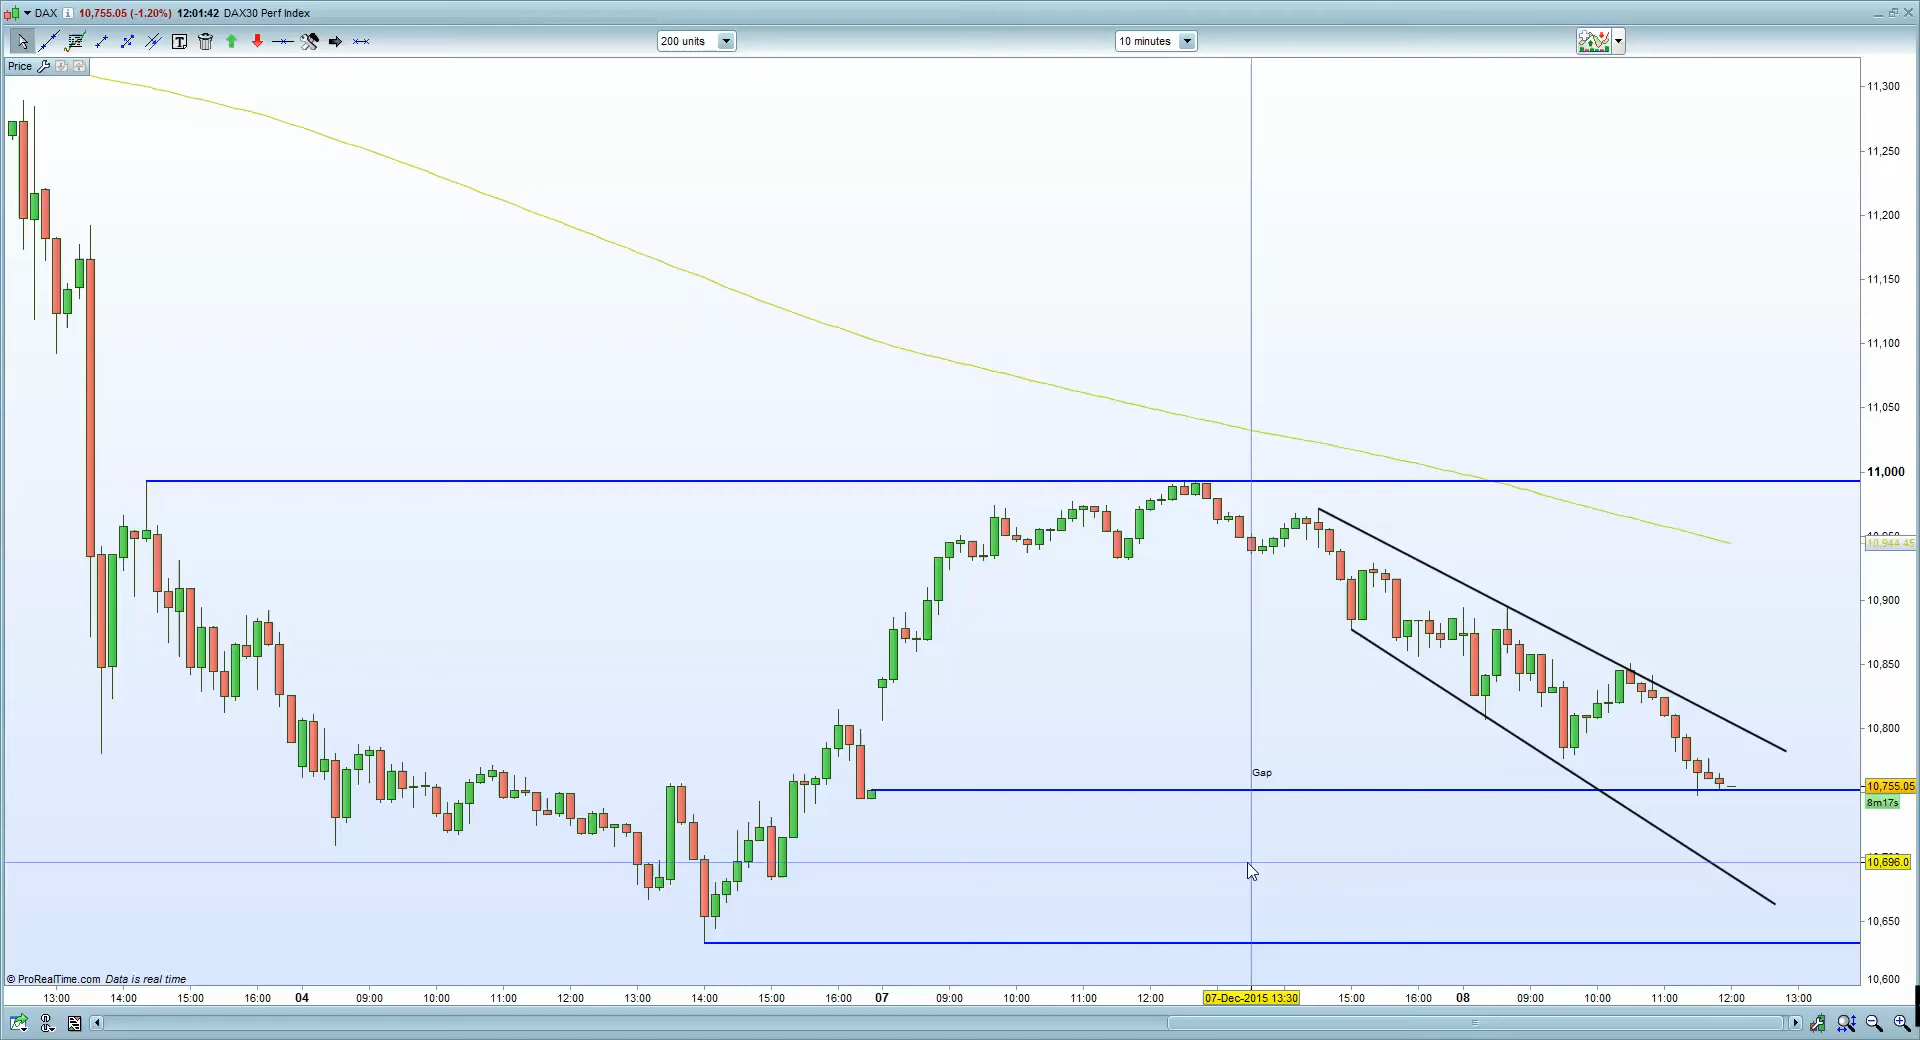 DAX 10,755.05 (-1.20%) 12:01:42 DAX30 Perf Index
200 units
10 minutes
Price
11,300
11,250
11,200
11,150
11,100
11,050
11,000
10,944.45
10,900
10,850
10,800
Gap
10,755.05
8m17s
10,696.0
10,650
10,600
© ProRealTime.com Data is real time
13:00 14:00 15:00 16:00 04 09:00 10:00 11:00 12:00 13:00 14:00 15:00 16:00 07 09:00 10:00 11:00 12:00 07-Dec-2015 13:30 15:00 16:00 08 09:00 10:00 11:00 12:00 13:00